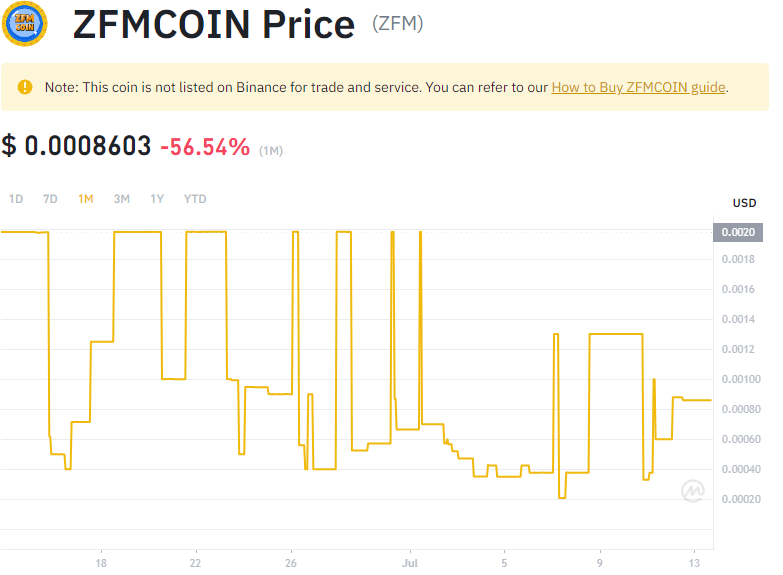 ZFM
COIN
ZFMCOIN Price (ZFM)
Note: This coin is not listed on Binance for trade and service. You can refer to our How to Buy ZFMCOIN guide.
$ 0.0008603 -56.54% (1M)
1D 7D 1M 3M 1Y YTD
USD
0.0020
0.0018
0.0016
0.0014
0.0012
0.00100
0.00080
0.00060
0.00040
0.00020
18 22 26 Jul 5 9 13